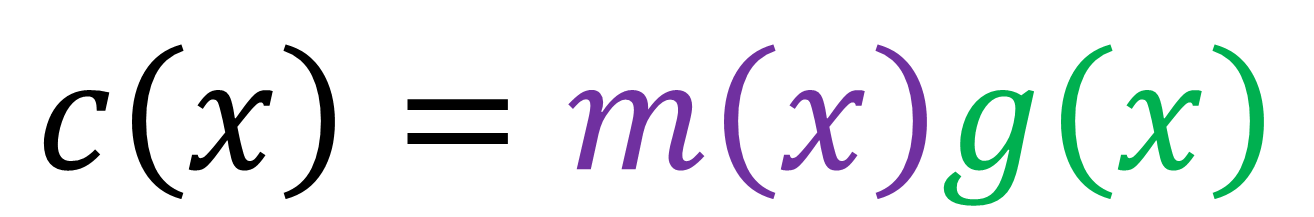 c(x) = m(x)g(x)